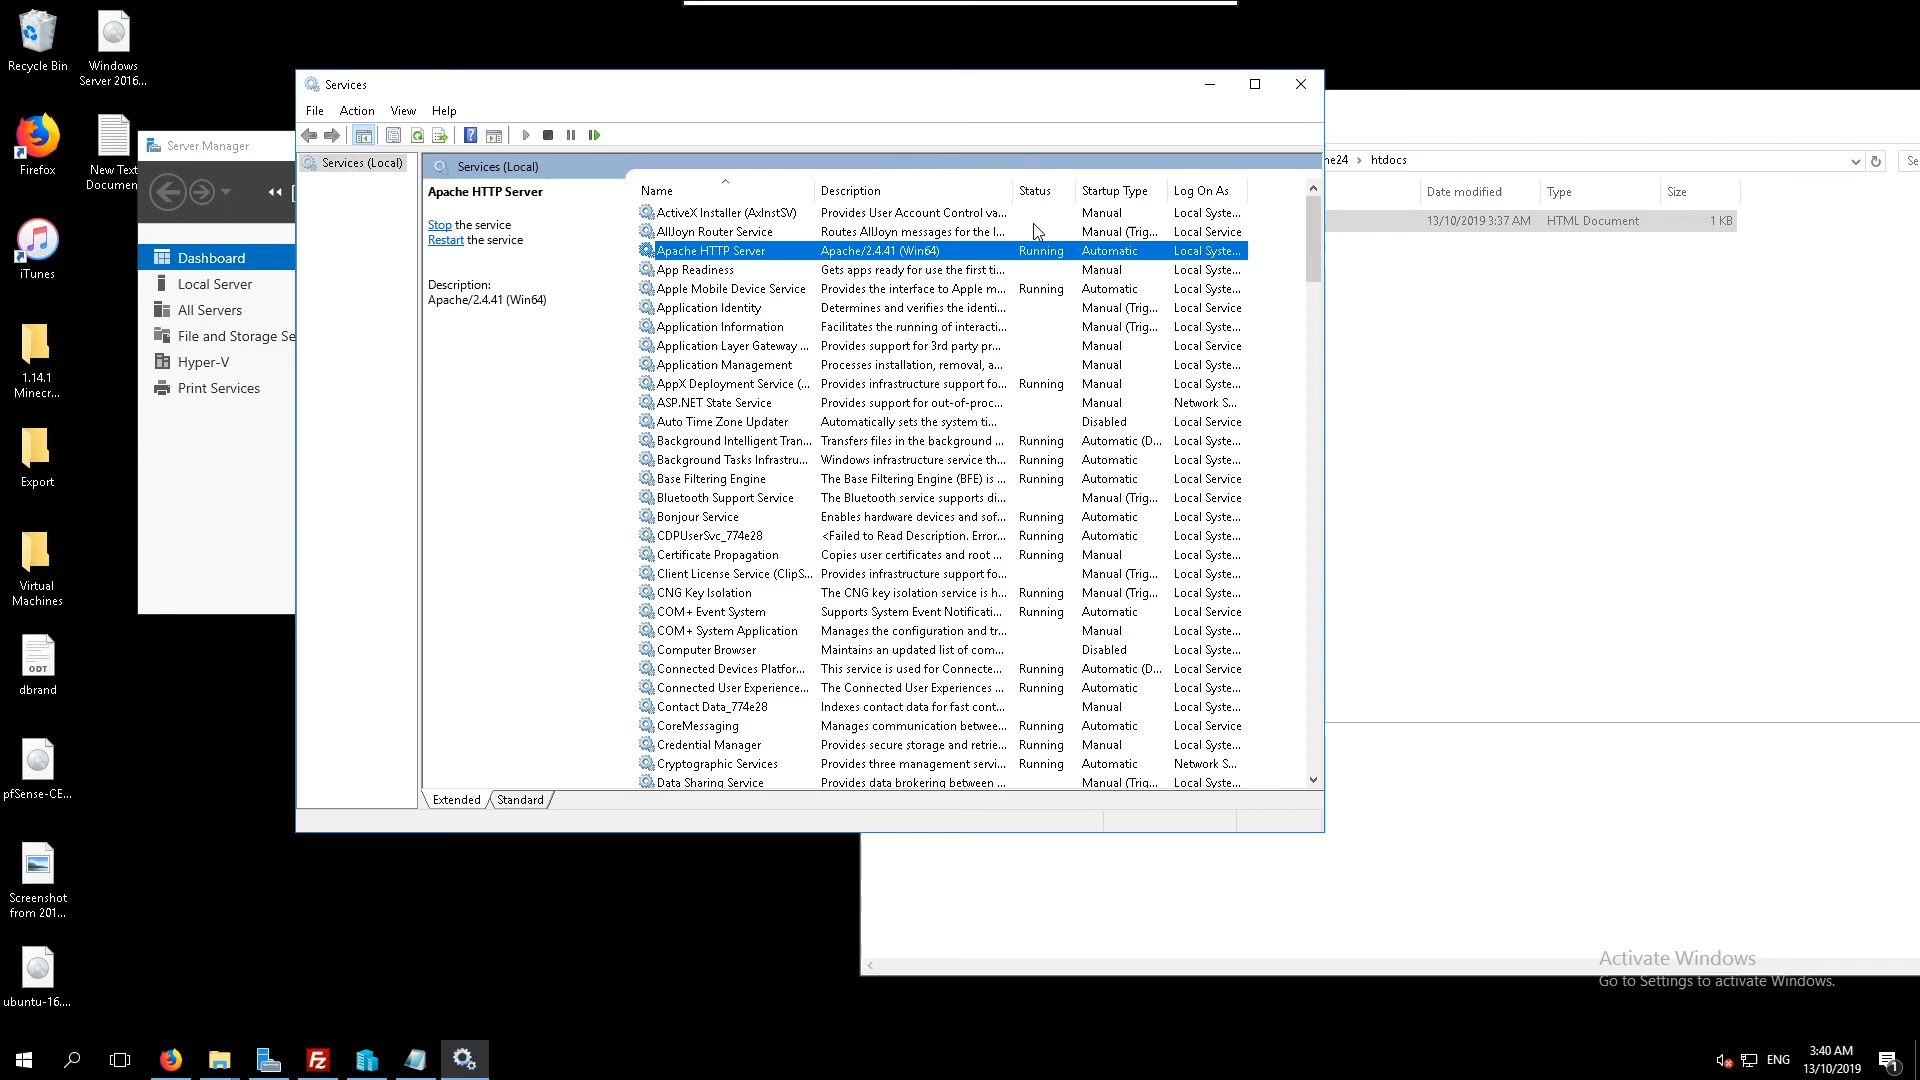 Recycle Bin
Windows
Server 2016...
Firefox
New Text
Documen
iTunes
1.14.1
Minecr...
Export
Virtual
Machines
ODT
dbrand
pfSense-CE...
Screenshot
from 201...
ubuntu-16....
Server Manager
Dashboard
Local Server
All Servers
File and Storage Se
Hyper-V
Print Services
Services
File Action View Help
Services (Local)
Services (Local)
Apache HTTP Server
Stop the service
Restart the service
Description:
Apache/2.4.41 (Win64)
Name Description Status Startup Type Log On As
ActiveX Installer (AxInstSV) Provides User Account Control va... Manual Local Syste...
AllJoyn Router Service Routes AllJoyn messages for the l... Manual (Trig... Local Service
Apache HTTP Server Apache/2.4.41 (Win64) Running Automatic Local Syste...
App Readiness Gets apps ready for use the first ti... Manual Local Syste...
Apple Mobile Device Service Provides the interface to Apple m... Running Automatic Local Syste...
Application Identity Determines and verifies the identi... Manual (Trig... Local Service
Application Information Facilitates the running of interacti... Manual (Trig... Local Syste...
Application Layer Gateway ... Provides support for 3rd party pr... Manual Local Service
Application Management Processes installation, removal, a... Manual Local Syste...
AppX Deployment Service (... Provides infrastructure support fo... Running Manual Local Syste...
ASP.NET State Service Provides support for out-of-proc... Manual Network S...
Auto Time Zone Updater Automatically sets the system ti... Disabled Local Service
Background Intelligent Tran... Transfers files in the background ... Running Automatic (D... Local Syste...
Background Tasks Infrastru... Windows infrastructure service th... Running Automatic Local Syste...
Base Filtering Engine The Base Filtering Engine (BFE) is ... Running Automatic Local Service
Bluetooth Support Service The Bluetooth service supports di... Manual (Trig... Local Service
Bonjour Service Enables hardware devices and sof... Running Automatic Local Syste...
CDPUserSvc_774e28 <Failed to Read Description. Error... Running Automatic Local Syste...
Certificate Propagation Copies user certificates and root ... Running Manual Local Syste...
Client License Service (ClipS... Provides infrastructure support fo... Manual (Trig... Local Syste...
CNG Key Isolation The CNG key isolation service is h... Running Manual (Trig... Local Syste...
COM+ Event System Supports System Event Notificati... Running Automatic Local Service
COM+ System Application Manages the configuration and tr... Manual Local Syste...
Computer Browser Maintains an updated list of com... Disabled Local Syste...
Connected Devices Platfor... This service is used for Connecte... Running Automatic (D... Local Service
Connected User Experience... The Connected User Experiences ... Running Automatic Local Syste...
Contact Data_774e28 Indexes contact data for fast cont... Manual Local Syste...
CoreMessaging Manages communication betwee... Running Automatic Local Service
Credential Manager Provides secure storage and retrie... Running Manual Local Syste...
Cryptographic Services Provides three management servi... Running Automatic Network S...
Data Sharing Service Provides data brokering between ... Manual (Trig... Local Syste...
Extended Standard
he24 > htdocs
Se
Date modified Type Size
13/10/2019 3:37 AM HTML Document 1 KB
Activate Windows
Go to Settings to activate Windows.
ENG
3:40 AM
13/10/2019
1